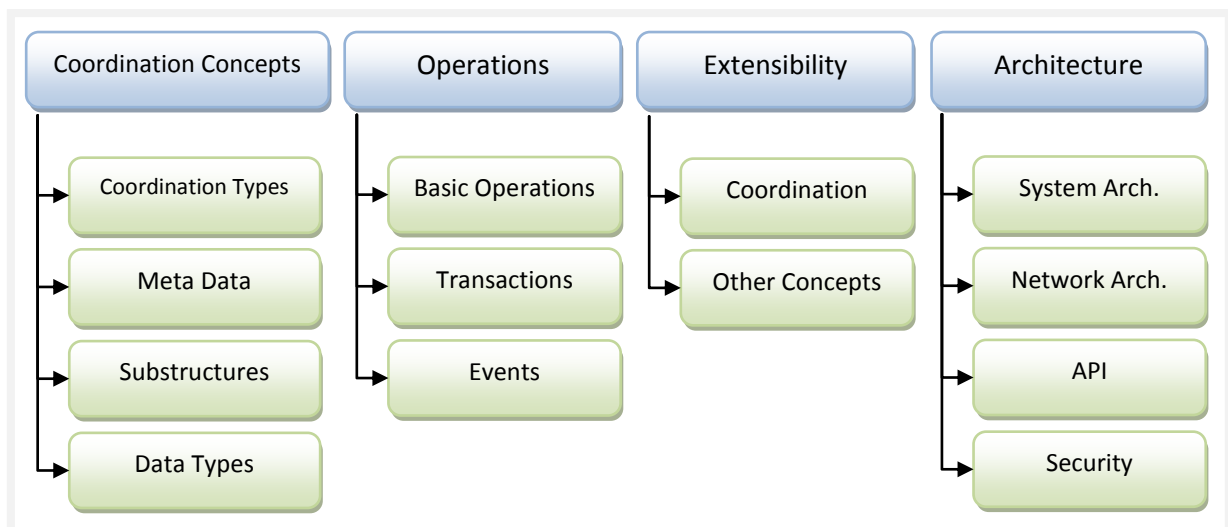 Coordination Concepts
Coordination Types
Meta Data
Substructures
Data Types
Operations
Basic Operations
Transactions
Events
Extensibility
Coordination
Other Concepts
Architecture
System Arch.
Network Arch.
API
Security